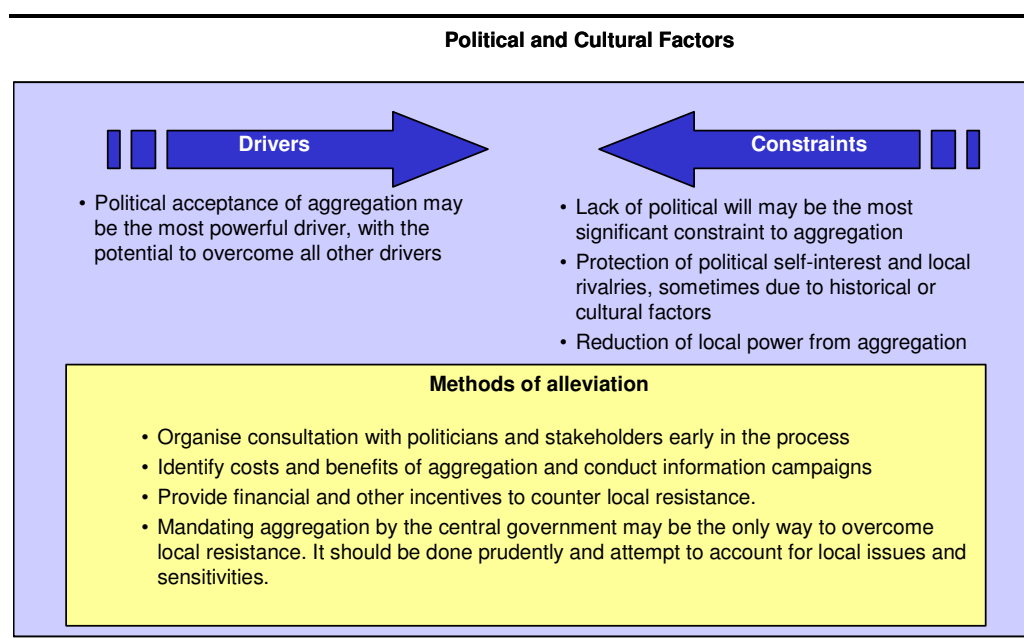 Political and Cultural Factors
Drivers
• Political acceptance of aggregation may
be the most powerful driver, with the
potential to overcome all other drivers
Constraints
• Lack of political will may be the most
significant constraint to aggregation
• Protection of political self-interest and local
rivalries, sometimes due to historical or
cultural factors
• Reduction of local power from aggregation
Methods of alleviation
• Organise consultation with politicians and stakeholders early in the process
• Identify costs and benefits of aggregation and conduct information campaigns
• Provide financial and other incentives to counter local resistance.
• Mandating aggregation by the central government may be the only way to overcome
local resistance. It should be done prudently and attempt to account for local issues and
sensitivities.